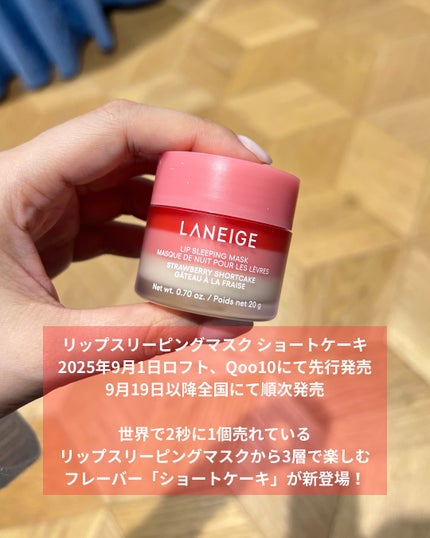 LANEIGE
LIP SLEEPING MASK
MASQUE DE NUIT POUR LES LÈVRES
STRAWBERRY SHORTCAKE
GÂTEAU À LA FRAISE
Net wt. 0.70 oz. / Poids net 20 g
リップスリーピングマスク ショートケーキ
2025年9月1日ロフト、Qoo10にて先行発売
9月19日以降全国にて順次発売
世界で2秒に1個売れている
リップスリーピングマスクから3層で楽しむ
フレーバー「ショートケーキ」が新登場！